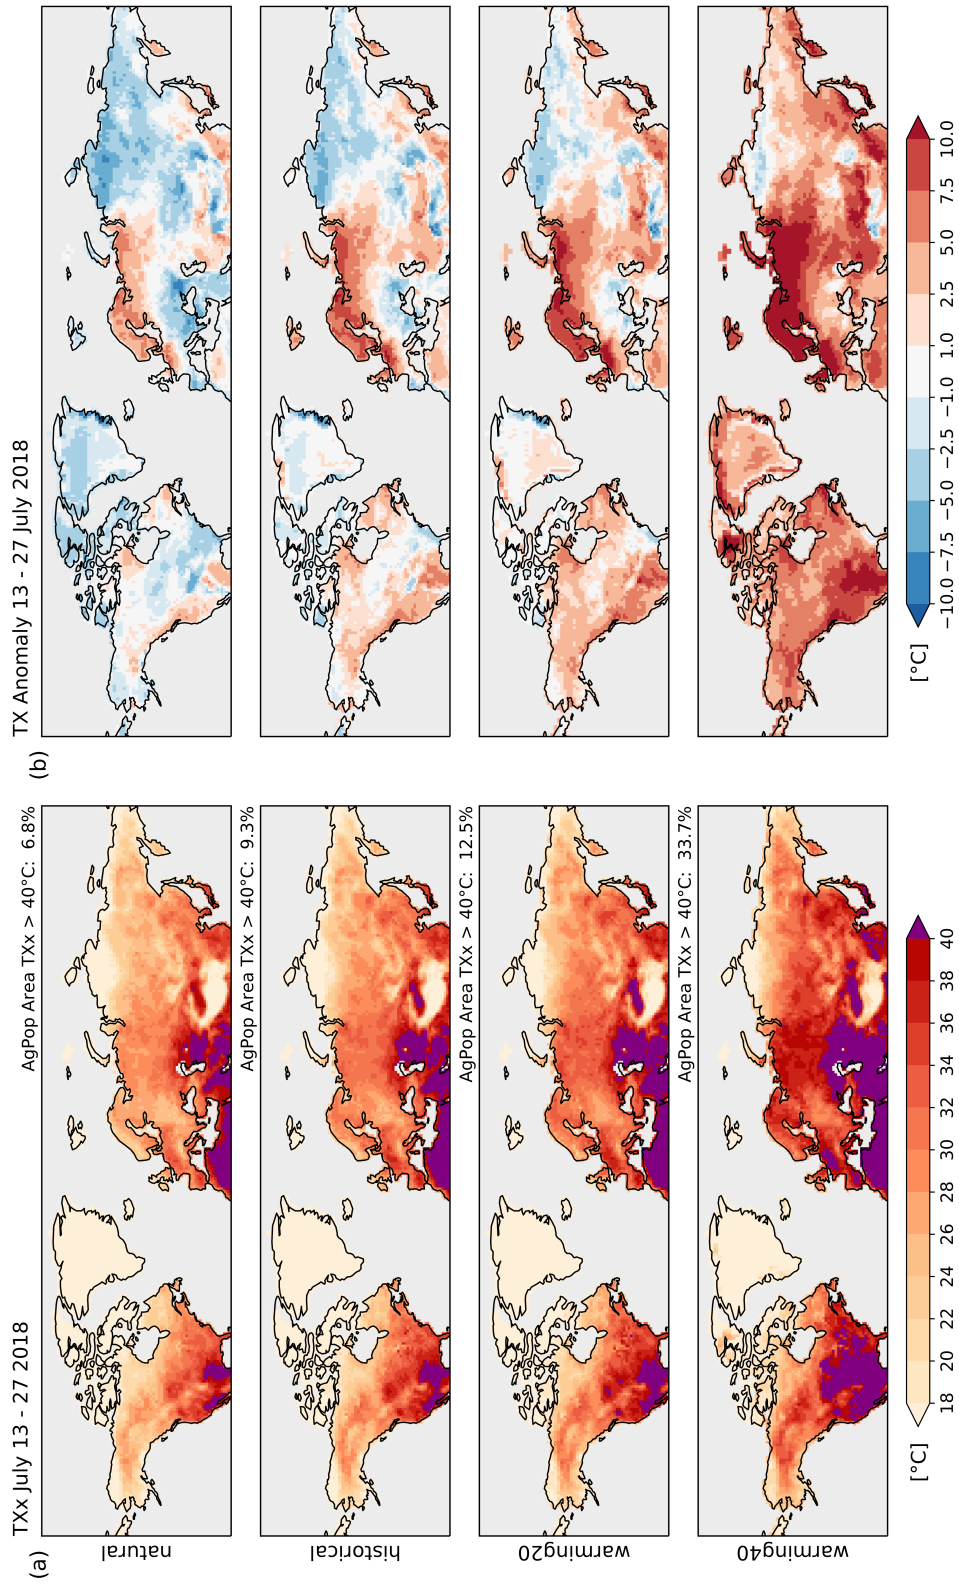 (a)
TXx July 13 - 27 2018
AgPop Area TXx > 40°C: 6.8%
natural
AgPop Area TXx > 40°C: 9.3%
historical
AgPop Area TXx > 40°C: 12.5%
warming20
AgPop Area TXx > 40°C: 33.7%
warming40
[°C]
18 20 22 24 26 28 30 32 34 36 38 40
(b)
TX Anomaly 13 - 27 July 2018
[°C]
−10.0 −7.5 −5.0 −2.5 −1.0 1.0 2.5 5.0 7.5 10.0